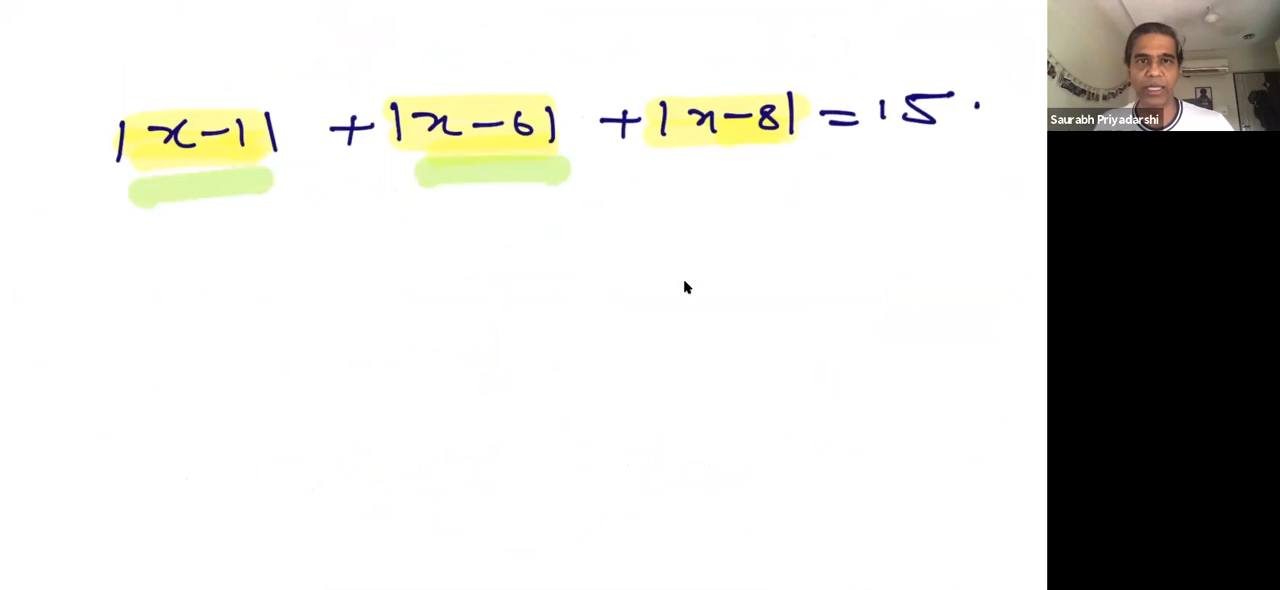 |x-1| + |x-6| + |x-8| = 15.
Saurabh Priyadarshi